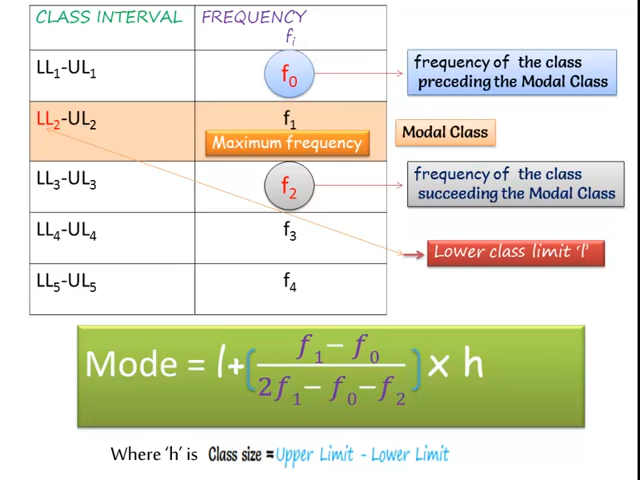 CLASS INTERVAL FREQUENCY
fᵢ
LL₁-UL₁ f₀ frequency of the class
preceding the Modal Class
LL₂-UL₂ f₁
Maximum frequency Modal Class
LL₃-UL₃ f₂ frequency of the class
succeeding the Modal Class
LL₄-UL₄ f₃
Lower class limit 'l'
LL₅-UL₅ f₄
Mode = l+(f₁−f₀/2f₁−f₀−f₂) x h
Where 'h' is Class size = Upper Limit - Lower Limit